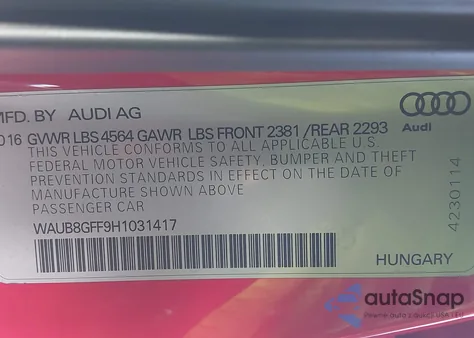 MFD. BY AUDI AG
016 GVWR LBS 4564 GAWR LBS FRONT 2381 /REAR 2293
Audi
THIS VEHICLE CONFORMS TO ALL APPLICABLE U.S.
FEDERAL MOTOR VEHICLE SAFETY, BUMPER AND THEFT
PREVENTION STANDARDS IN EFFECT ON THE DATE OF
MANUFACTURE SHOWN ABOVE
PASSENGER CAR
WAUB8GFF9H1031417
4230114
HUNGARY
autoSnap